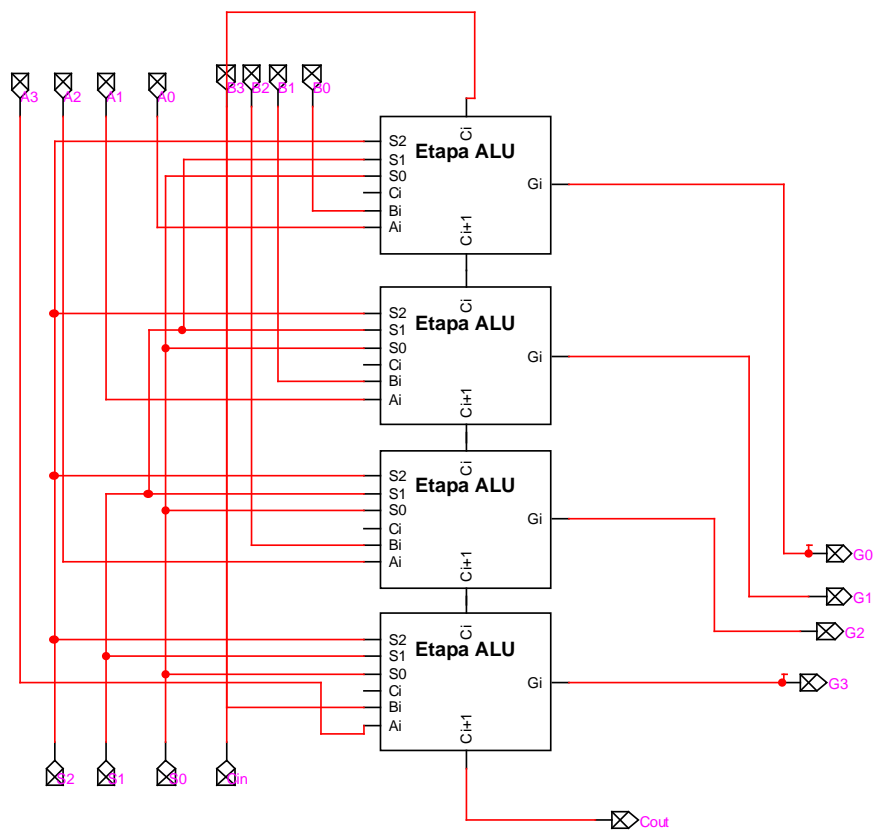 A3 A2 A1 A0 B3 B2 B1 B0
Ci
S2 Etapa ALU
S1
S0
Ci Gi
Bi
Ai
Ci+1
Ci
S2 Etapa ALU
S1
S0
Ci Gi
Bi
Ai
Ci+1
Ci
S2 Etapa ALU
S1
S0
Ci Gi
Bi
Ai
Ci+1
G0
G1
G2
Ci
S2 Etapa ALU
S1
S0
Ci Gi
G3
Bi
Ai
Ci+1
S2 S1 S0 Cin
Cout